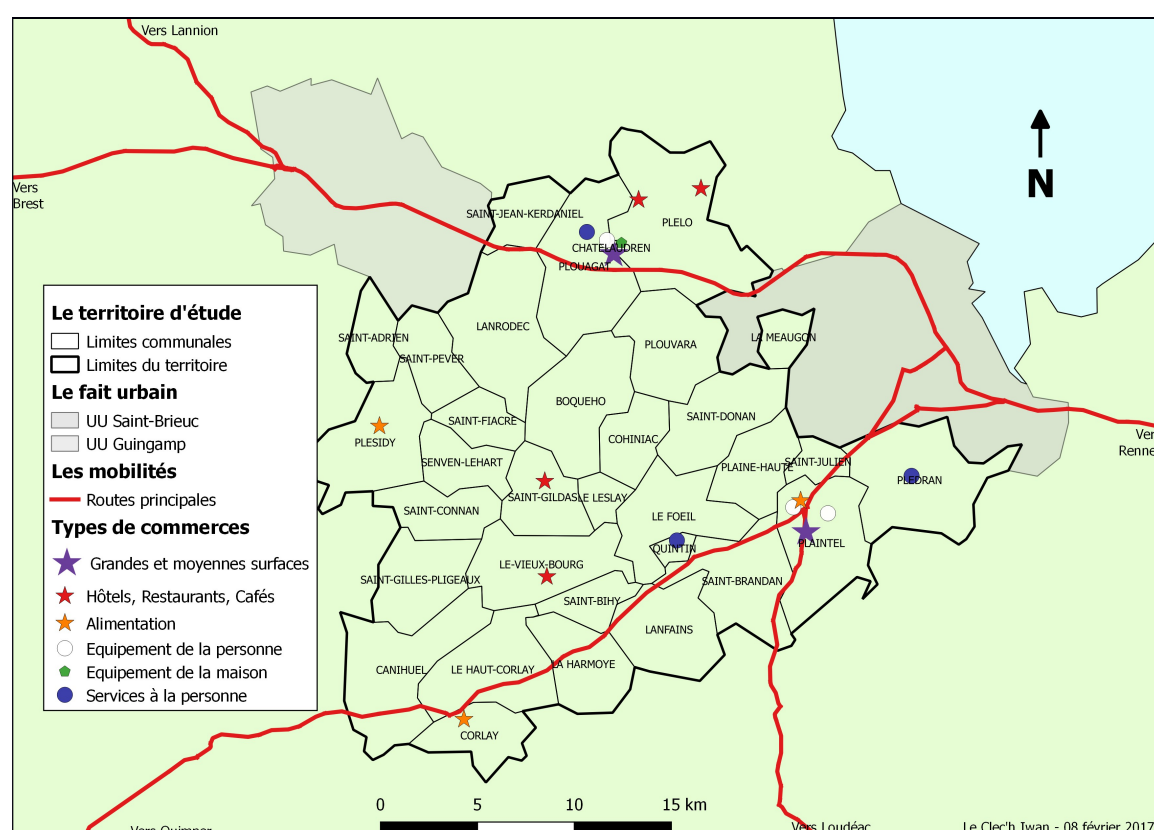 Vers Lannion
Vers
Brest
N
SAINT-JEAN-KERDANIEL
PLELO
CHATELAUDREN
PLOUAGAT
LANRODEC
SAINT-ADRIEN
LA MEAUGON
PLOUVARA
SAINT-PEVER
BOQUEHO
SAINT-DONAN
SAINT-FIACRE
PLESIDY
COHINIAC
SENVEN-LEHART
PLAINE-HAUTE
SAINT-JULIEN
PLEDRAN
SAINT-GILDAS
LE LESLAY
SAINT-CONNAN
LE FOEIL
PLAINTEL
QUINTIN
LE-VIEUX-BOURG
SAINT-GILLES-PLIGEAUX
SAINT-BRANDAN
SAINT-BIHY
LANFAINS
CANIHUEL
LE HAUT-CORLAY
LA HARMOYE
CORLAY
Ver
Renne
Le territoire d'étude
Limites communales
Limites du territoire
Le fait urbain
UU Saint-Brieuc
UU Guingamp
Les mobilités
Routes principales
Types de commerces
Grandes et moyennes surfaces
Hôtels, Restaurants, Cafés
Alimentation
Equipement de la personne
Equipement de la maison
Services à la personne
0 5 10 15 km
Vers Quimper
Vers Loudéac
Le Clec'h Iwan - 08 février 2017